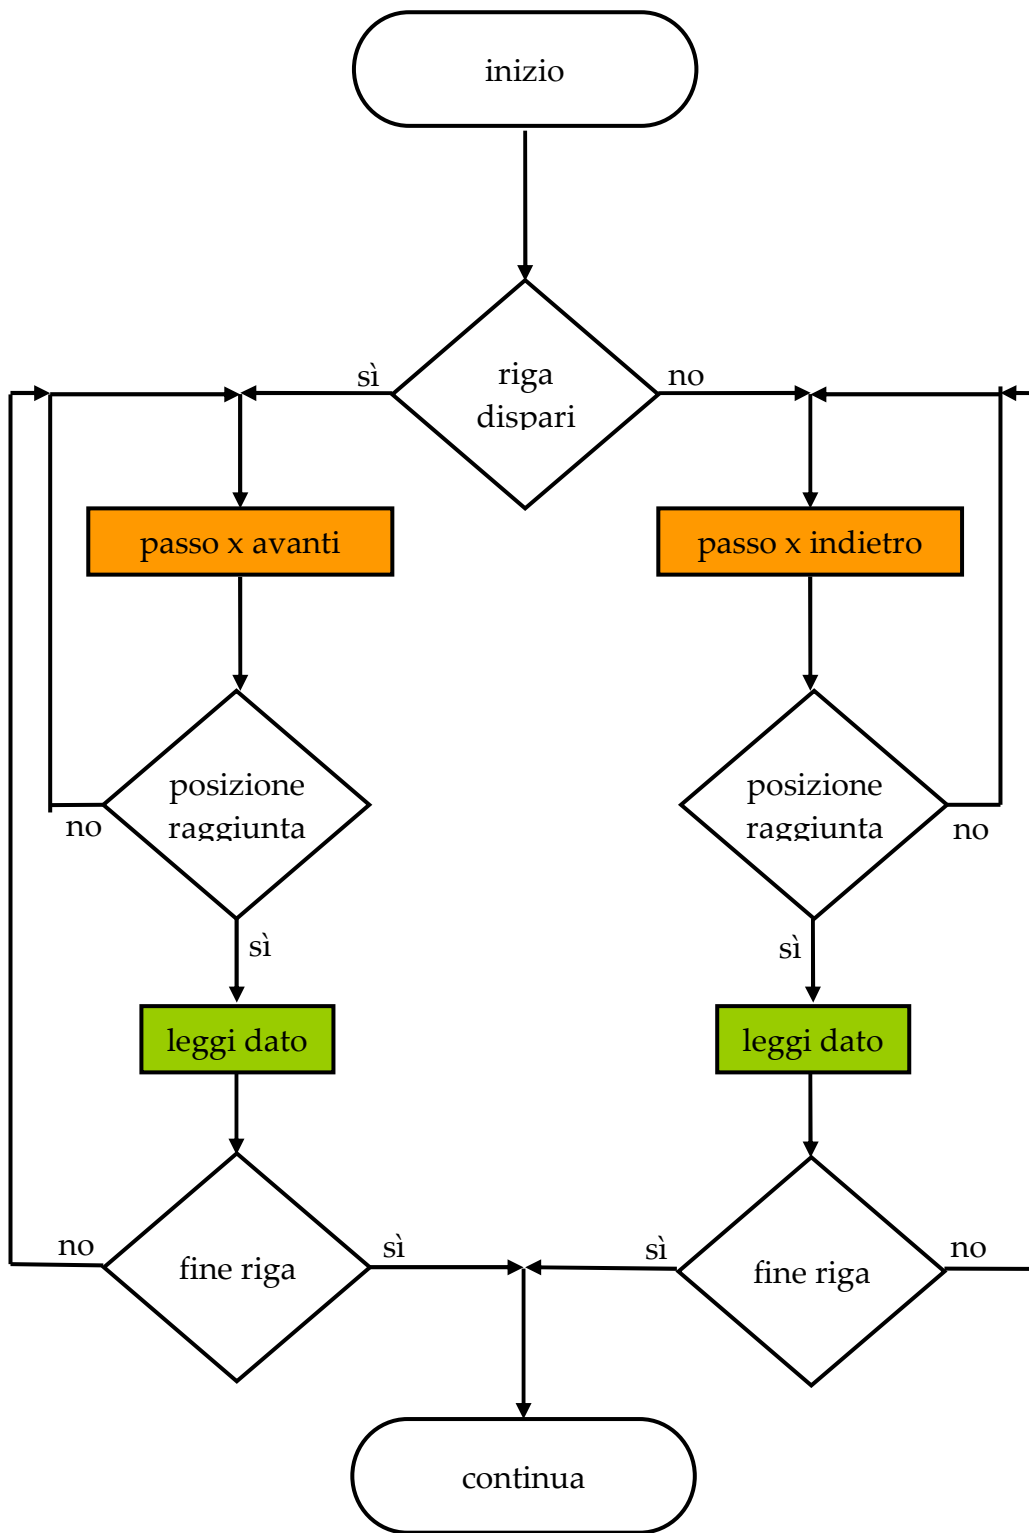 inizio
sì
riga
dispari
no
passo x avanti
passo x indietro
posizione
raggiunta
no
posizione
raggiunta
no
sì
sì
leggi dato
leggi dato
no
fine riga
sì
sì
fine riga
no
continua